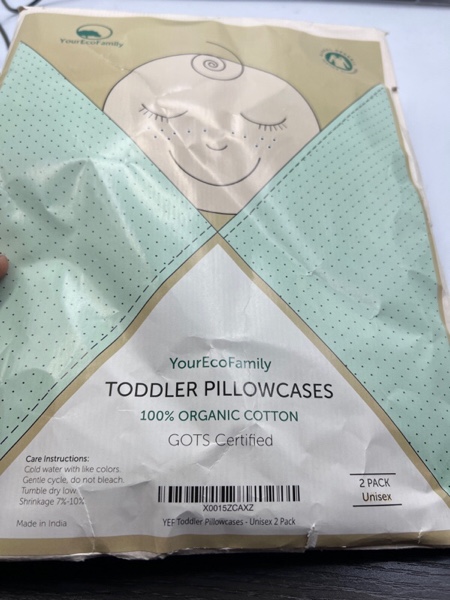 YourEcoFamily
YourEcoFamily
TODDLER PILLOWCASES
100% ORGANIC COTTON
GOTS Certified
Care Instructions:
Cold water with like colors.
Gentle cycle, do not bleach.
Tumble dry low.
Shrinkage 7%-10%
Made in India
X0015ZCAXZ
YEF Toddler Pillowcases - Unisex 2 Pack
2 PACK
Unisex